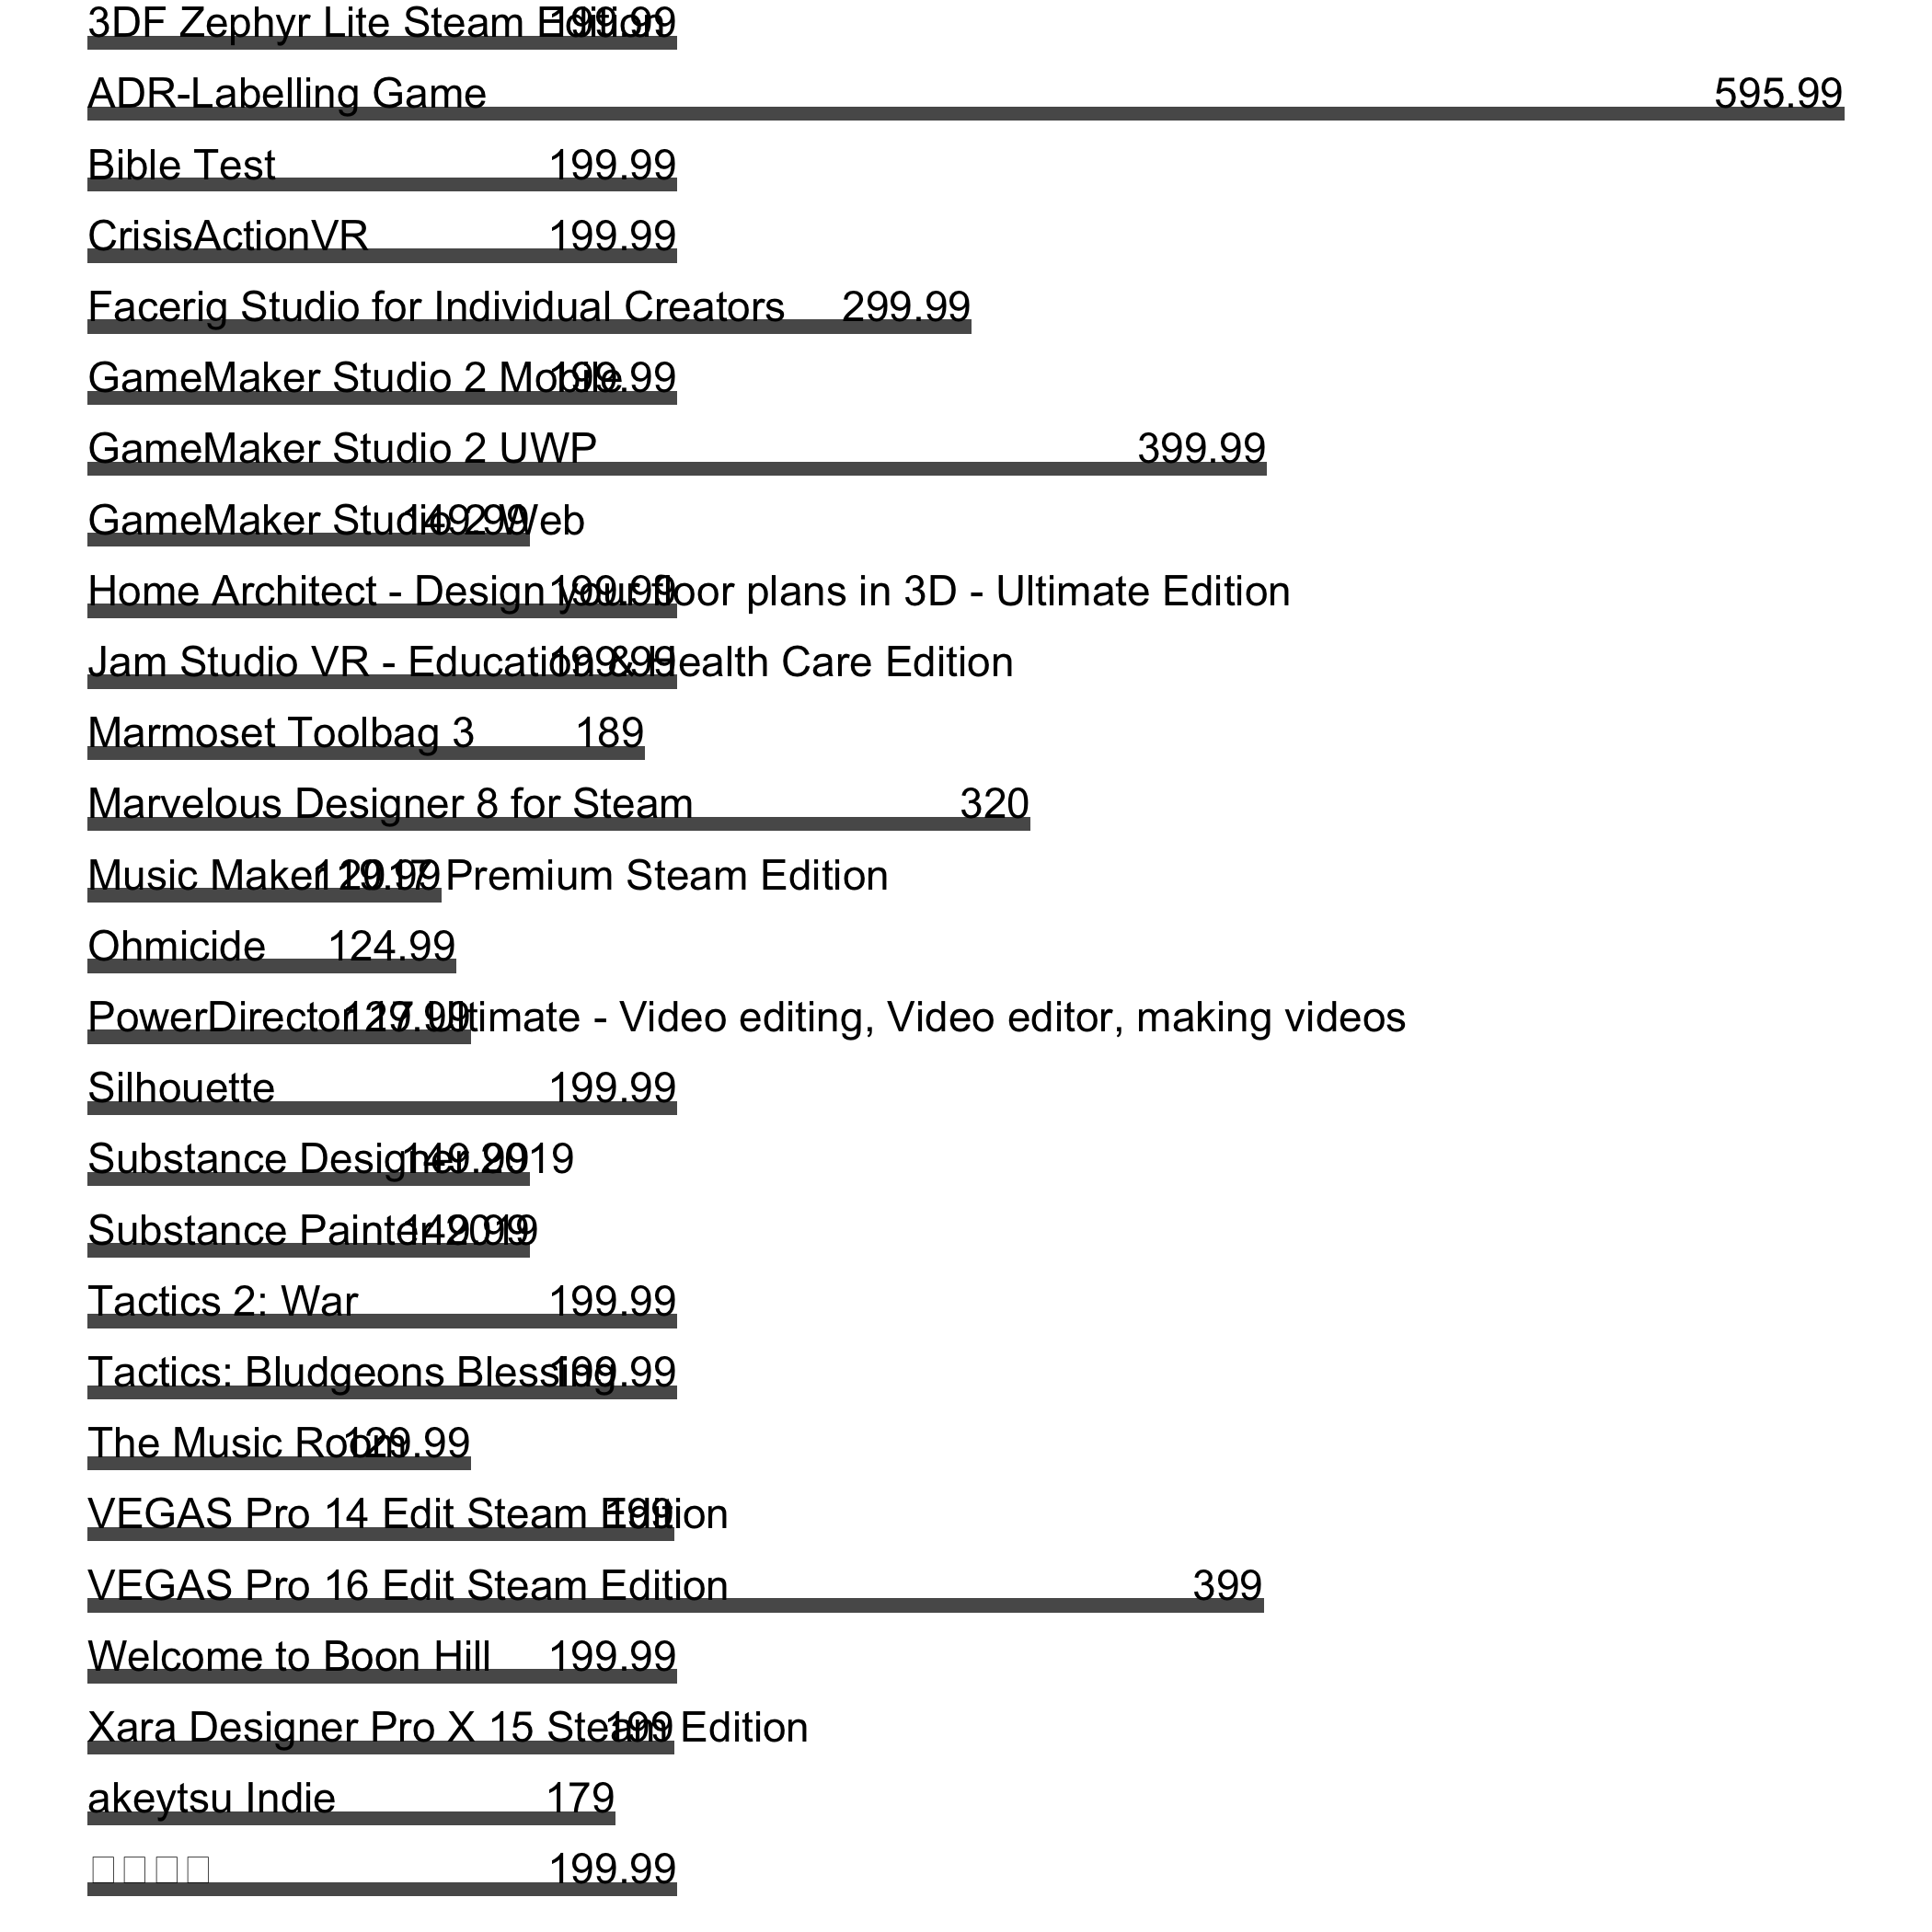 3DF Zephyr Lite Steam Edition 199.99
ADR-Labelling Game 595.99
Bible Test 199.99
CrisisActionVR 199.99
Facerig Studio for Individual Creators 299.99
GameMaker Studio 2 Mobile 199.99
GameMaker Studio 2 UWP 399.99
GameMaker Studio 2 Web 149.99
Home Architect - Design your floor plans in 3D - Ultimate Edition 199.99
Jam Studio VR - Education & Health Care Edition 199.99
Marmoset Toolbag 3 189
Marvelous Designer 8 for Steam 320
Music Maker 2017 Premium Steam Edition 119.99
Ohmicide 124.99
PowerDirector 17 Ultimate - Video editing, Video editor, making videos 129.99
Silhouette 199.99
Substance Designer 2019 149.99
Substance Painter 2019 149.99
Tactics 2: War 199.99
Tactics: Bludgeons Blessing 199.99
The Music Room 129.99
VEGAS Pro 14 Edit Steam Edition 199
VEGAS Pro 16 Edit Steam Edition 399
Welcome to Boon Hill 199.99
Xara Designer Pro X 15 Steam Edition 199
akeytsu Indie 179
199.99